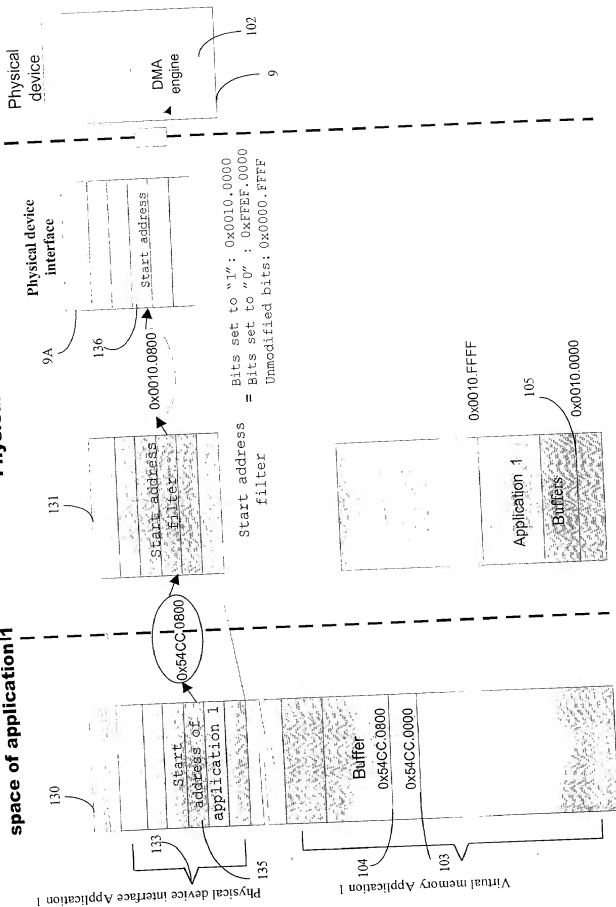 space of application 1
130
133
Start
address of
application 1
135
Physical device interface Application 1
0x54CC.0800
131
Start address
filter
0x0010.0800
9A
136
Physical device
interface
Start address
Physical
device
DMA
engine
102
9
Start address
filter
= Bits set to "1": 0x0010.0000
Bits set to "0" : 0xFFEF.0000
Unmodified bits: 0x0000.FFFF
Buffer
0x54CC.0800
0x54CC.0000
104
103
Virtual memory Application 1
0x0010.FFFF
Application 1
Buffers
105
0x0010.0000